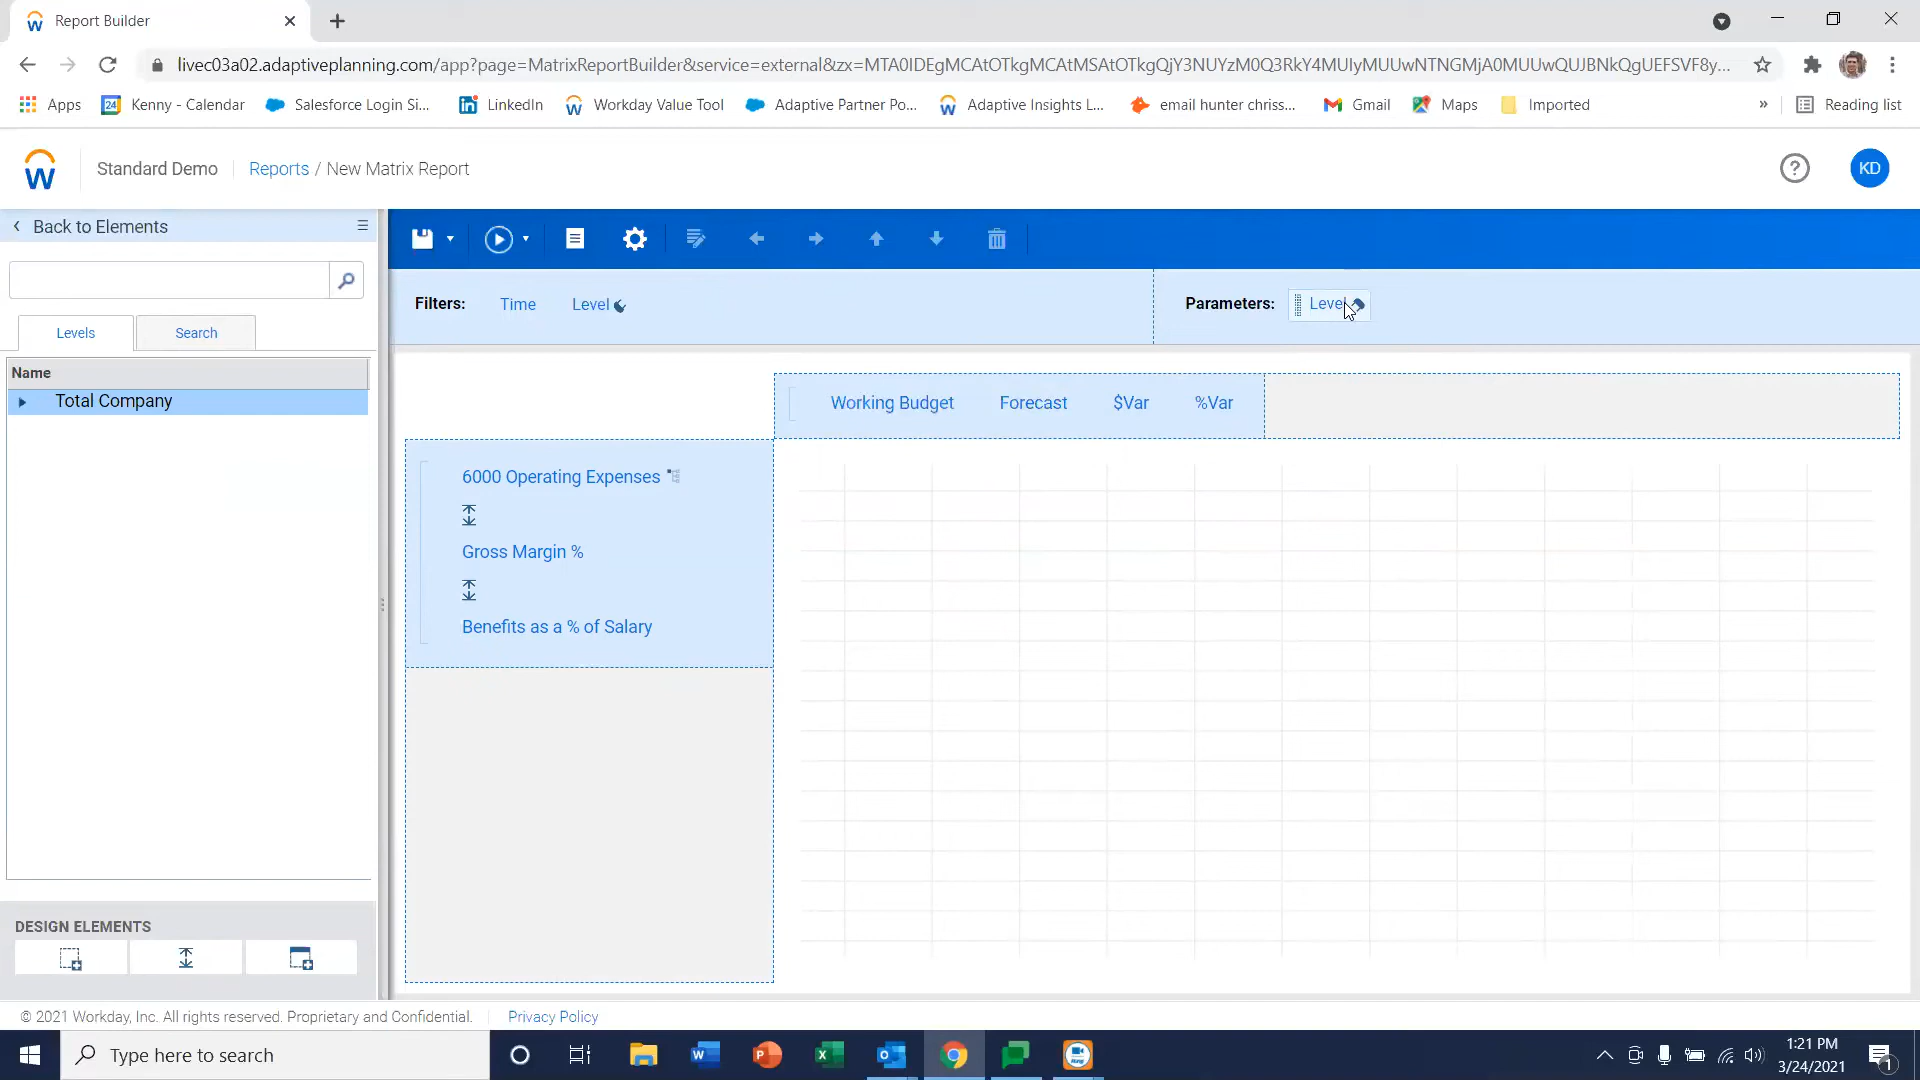 Report Builder
livec03a02.adaptiveplanning.com/app?page=MatrixReportBuilder&service=external&zx=
Apps
24
Kenny - Calendar
Salesforce Login Si...
LinkedIn
Workday Value Tool
Adaptive Partner Po...
Adaptive Insights L...
email hunter chriss...
Gmail
Maps
Imported
»
Reading list
Standard Demo
Reports / New Matrix Report
?
KD
Back to Elements
Filters: Time Level
Parameters: Level
Levels
Search
Name
Total Company
Working Budget Forecast $Var %Var
6000 Operating Expenses
Gross Margin %
Benefits as a % of Salary
DESIGN ELEMENTS
© 2021 Workday, Inc. All rights reserved. Proprietary and Confidential.
Privacy Policy
Type here to search
1:21 PM
3/24/2021
1